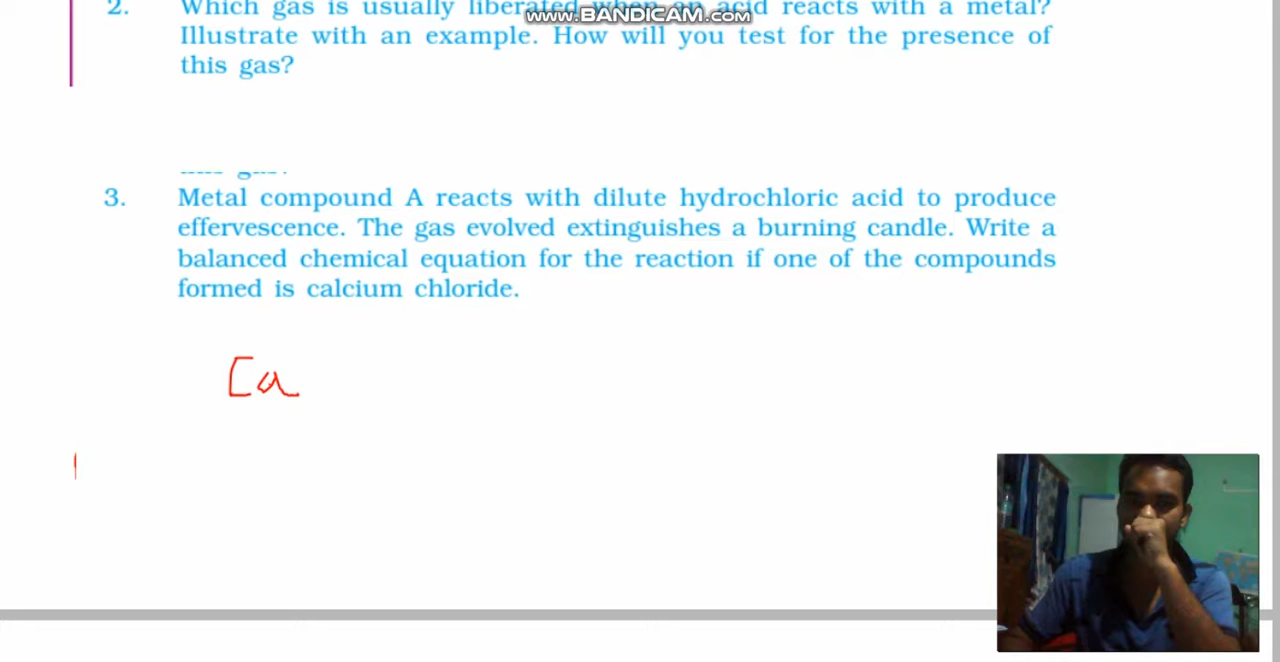 www.BANDICAM.com
2. Which gas is usually liberated when an acid reacts with a metal?
Illustrate with an example. How will you test for the presence of
this gas?
3. Metal compound A reacts with dilute hydrochloric acid to produce
effervescence. The gas evolved extinguishes a burning candle. Write a
balanced chemical equation for the reaction if one of the compounds
formed is calcium chloride.
Ca